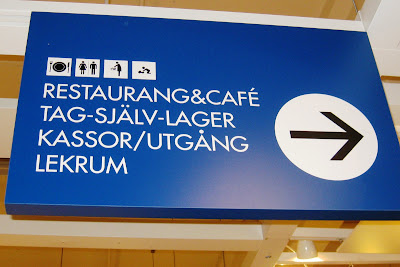 RESTAURANG&CAFÉ
TAG-SJÄLV-LAGER
KASSOR/UTGÅNG
LEKRUM